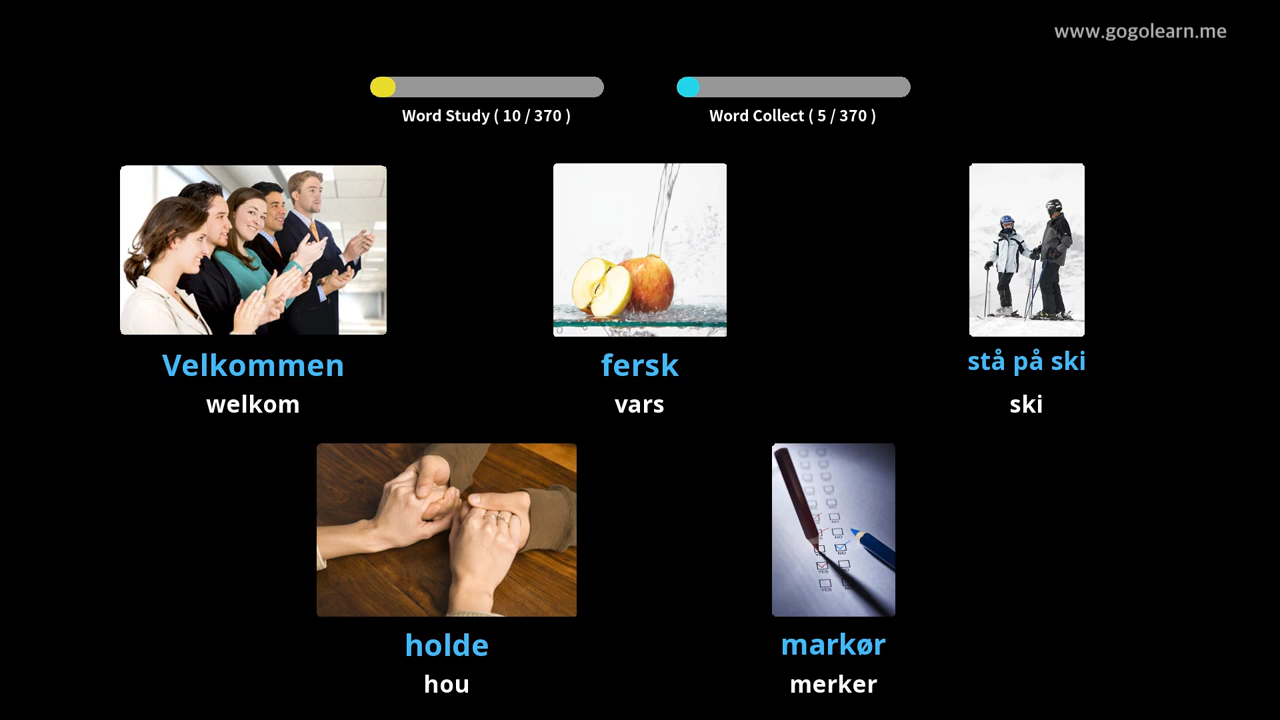 www.gogolearn.me
Word Study ( 10 / 370 )
Word Collect ( 5 / 370 )
Velkommen
welkom
fersk
vars
stå på ski
ski
holde
hou
markør
merker